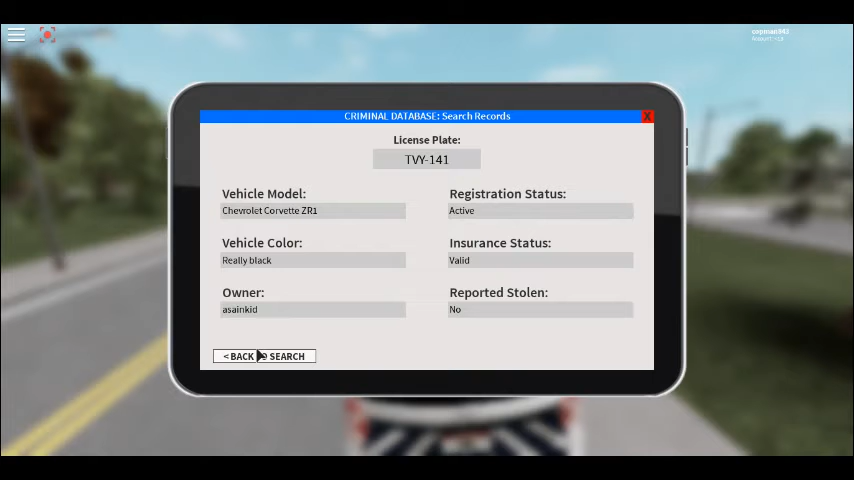 CRIMINAL DATABASE: Search Records
X
License Plate:
TVY-141
Vehicle Model:
Chevrolet Corvette ZR1
Registration Status:
Active
Vehicle Color:
Really black
Insurance Status:
Valid
Owner:
asainkid
Reported Stolen:
No
< BACK TO SEARCH